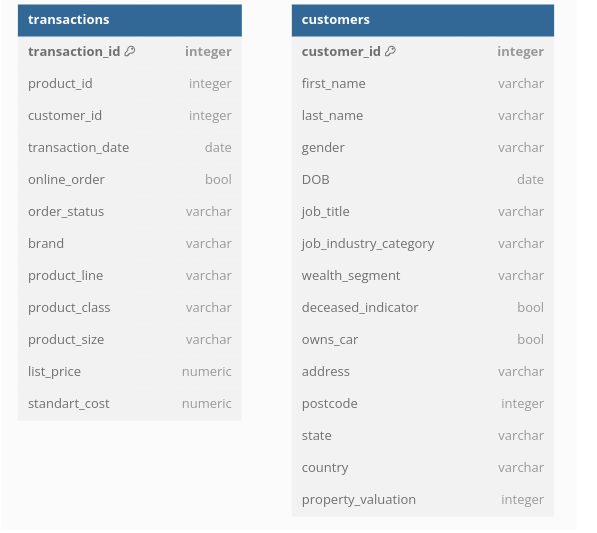 transactions
transaction_id integer
product_id integer
customer_id integer
transaction_date date
online_order bool
order_status varchar
brand varchar
product_line varchar
product_class varchar
product_size varchar
list_price numeric
standart_cost numeric
customers
customer_id integer
first_name varchar
last_name varchar
gender varchar
DOB date
job_title varchar
job_industry_category varchar
wealth_segment varchar
deceased_indicator bool
owns_car bool
address varchar
postcode integer
state varchar
country varchar
property_valuation integer